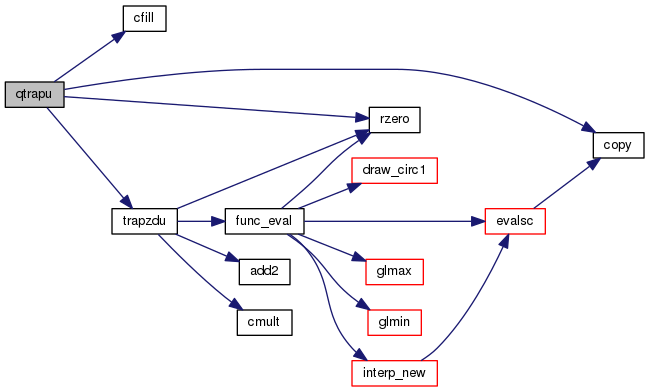 cfill
qtrapu
rzero
copy
draw_circ1
trapzdu
func_eval
evalsc
add2
glmax
cmult
glmin
interp_new